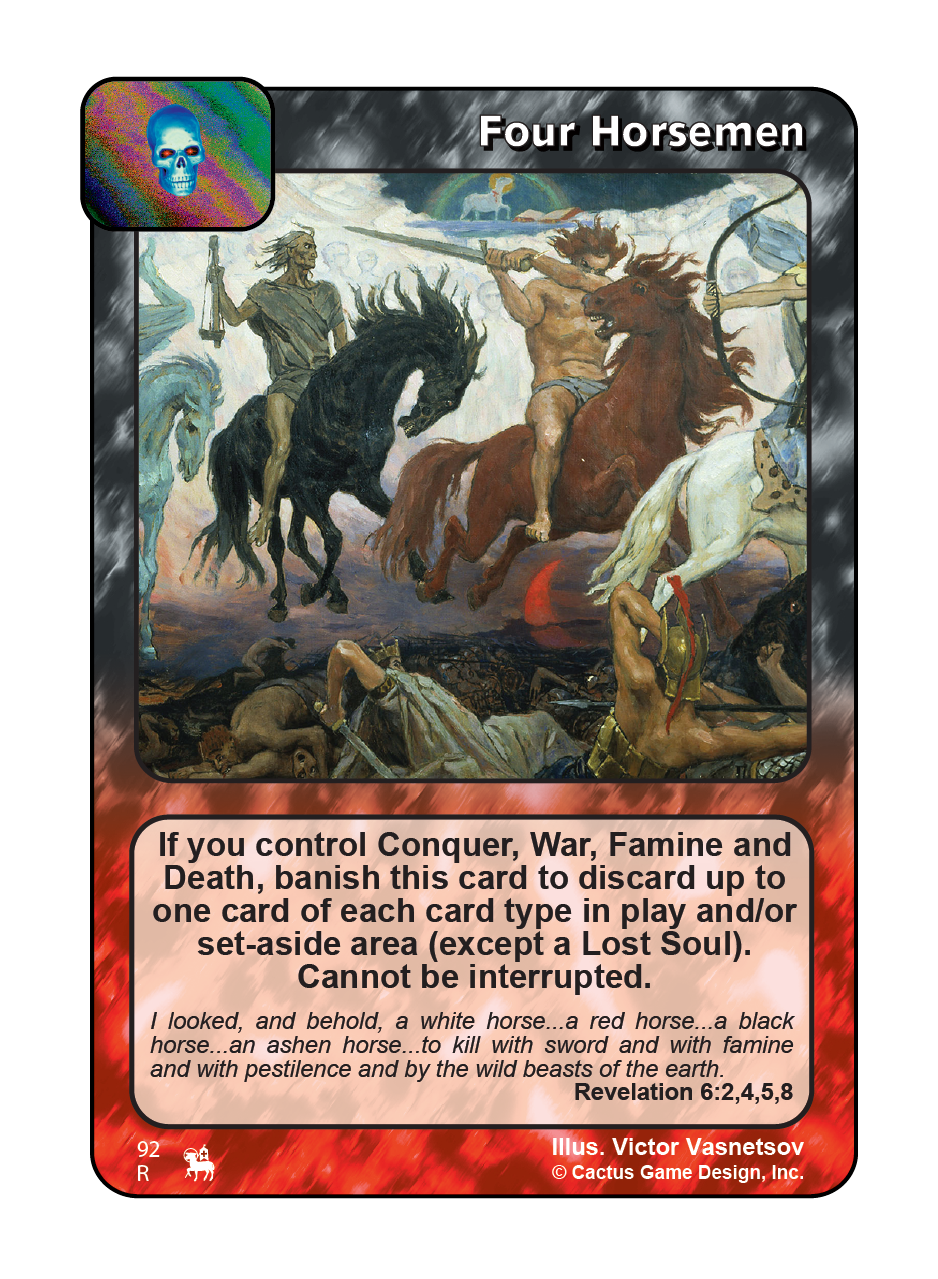 Four Horsemen
If you control Conquer, War, Famine and
Death, banish this card to discard up to
one card of each card type in play and/or
set-aside area (except a Lost Soul).
Cannot be interrupted.
I looked, and behold, a white horse...a red horse...a black
horse...an ashen horse...to kill with sword and with famine
and with pestilence and by the wild beasts of the earth.
Revelation 6:2,4,5,8
92
R
Illus. Victor Vasnetsov
© Cactus Game Design, Inc.